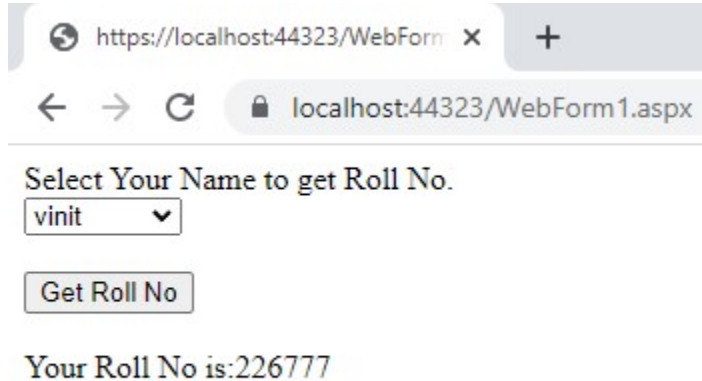 https://localhost:44323/WebForm
localhost:44323/WebForm1.aspx
Select Your Name to get Roll No.
vinit
Get Roll No
Your Roll No is:226777